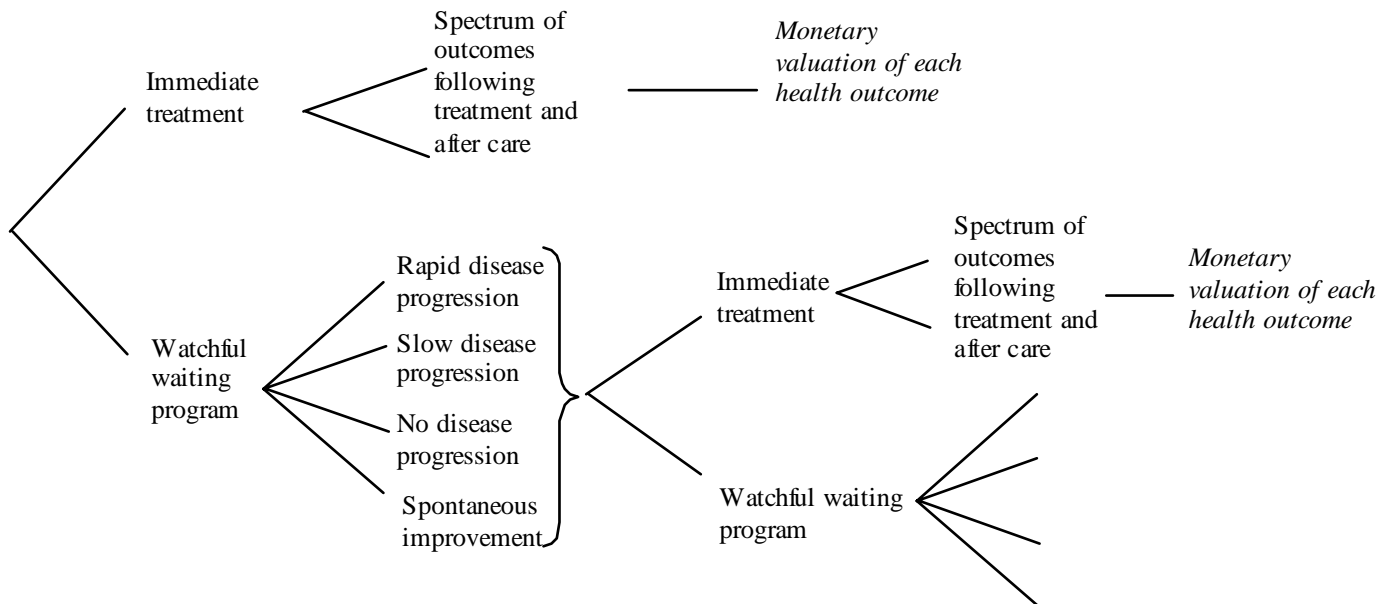 Immediate
treatment
Spectrum of
outcomes
following
treatment and
after care
Monetary
valuation of each
health outcome
Watchful
waiting
program
Rapid disease
progression
Slow disease
progression
No disease
progression
Spontaneous
improvement
Immediate
treatment
Spectrum of
outcomes
following
treatment and
after care
Monetary
valuation of each
health outcome
Watchful waiting
program